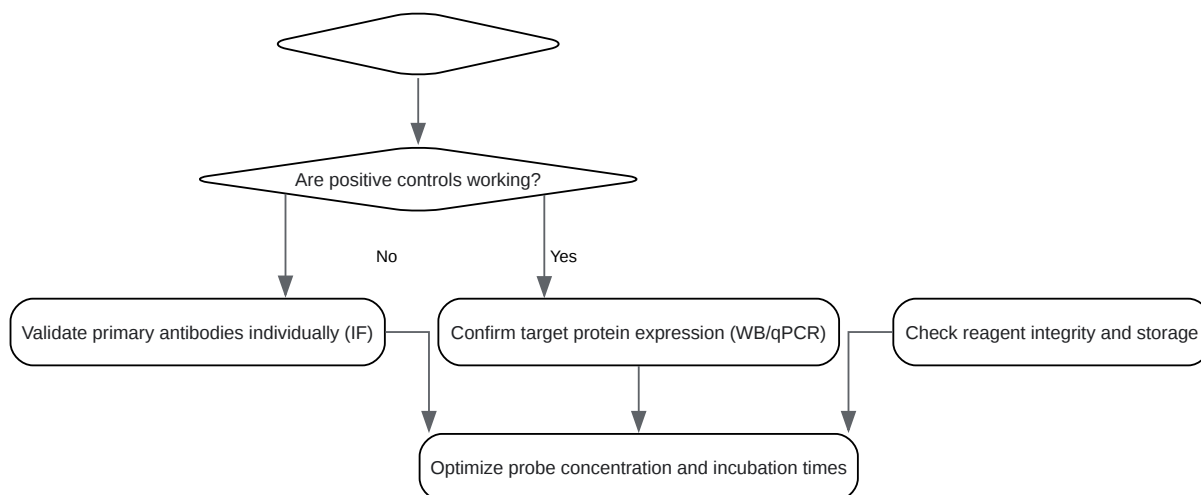 Are positive controls working?
No
Yes
Validate primary antibodies individually (IF)
Confirm target protein expression (WB/qPCR)
Check reagent integrity and storage
Optimize probe concentration and incubation times